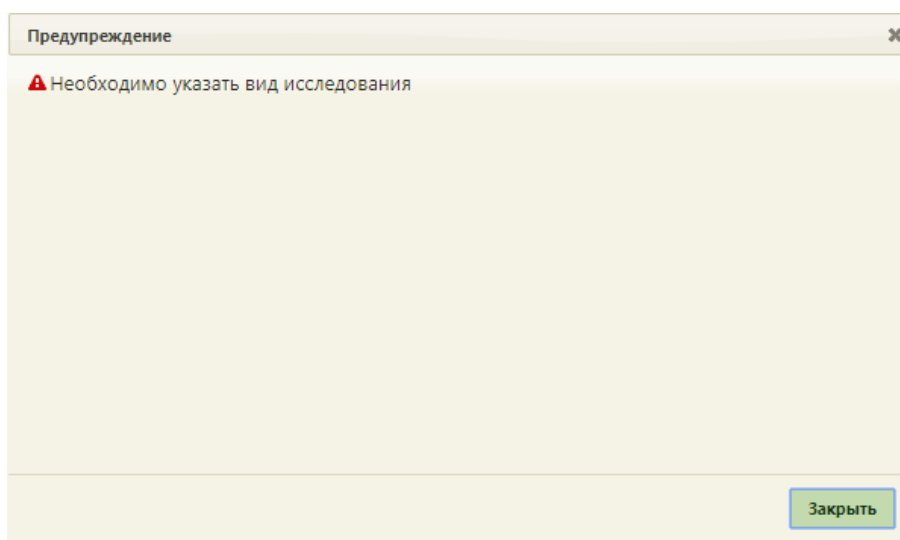 Предупреждение
Необходимо указать вид исследования
Закрыть